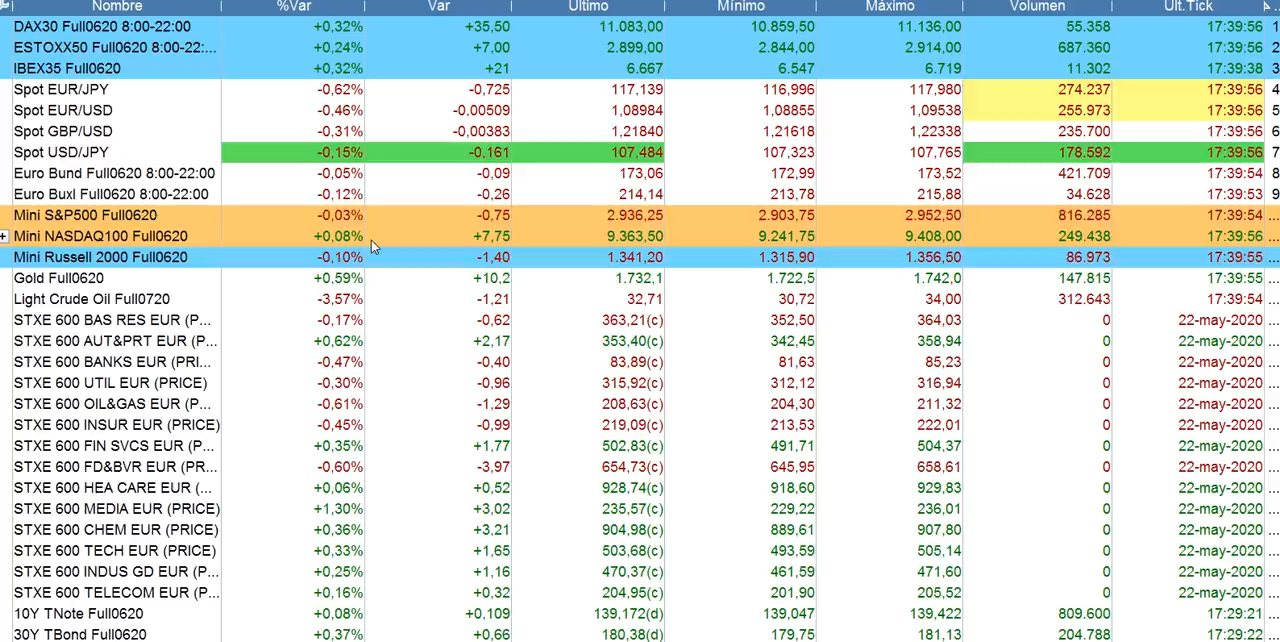 Nombre %Var Var Último Mínimo Máximo Volumen Últ.Tick
DAX30 Full0620 8:00-22:00 +0,32% +35,50 11.083,00 10.859,50 11.136,00 55.358 17:39:56 1
ESTOXX50 Full0620 8:00-22:... +0,24% +7,00 2.899,00 2.844,00 2.914,00 687.360 17:39:56 2
IBEX35 Full0620 +0,32% +21 6.667 6.547 6.719 11.302 17:39:38 3
Spot EUR/JPY -0,62% -0,725 117,139 116,996 117,980 274.237 17:39:56 4
Spot EUR/USD -0,46% -0,00509 1,08984 1,08855 1,09538 255.973 17:39:56 5
Spot GBP/USD -0,31% -0,00383 1,21840 1,21618 1,22338 235.700 17:39:56 6
Spot USD/JPY -0,15% -0,161 107,484 107,323 107,765 178.592 17:39:56 7
Euro Bund Full0620 8:00-22:00 -0,05% -0,09 173,06 172,99 173,52 421.709 17:39:54 8
Euro Buxl Full0620 8:00-22:00 -0,12% -0,26 214,14 213,78 215,88 34.628 17:39:53 9
Mini S&P500 Full0620 -0,03% -0,75 2.936,25 2.903,75 2.952,50 816.285 17:39:54 ...
Mini NASDAQ100 Full0620 +0,08% +7,75 9.363,50 9.241,75 9.408,00 249.438 17:39:56 ...
Mini Russell 2000 Full0620 -0,10% -1,40 1.341,20 1.315,90 1.356,50 86.973 17:39:55 ...
Gold Full0620 +0,59% +10,2 1.732,1 1.722,5 1.742,0 147.815 17:39:55 ...
Light Crude Oil Full0720 -3,57% -1,21 32,71 30,72 34,00 312.643 17:39:54 ...
STXE 600 BAS RES EUR (P... -0,17% -0,62 363,21(c) 352,50 364,03 0 22-may-2020 ...
STXE 600 AUT&PRT EUR (P... +0,62% +2,17 353,40(c) 342,45 358,94 0 22-may-2020 ...
STXE 600 BANKS EUR (PRI... -0,47% -0,40 83,89(c) 81,63 85,23 0 22-may-2020 ...
STXE 600 UTIL EUR (PRICE) -0,30% -0,96 315,92(c) 312,12 316,94 0 22-may-2020 ...
STXE 600 OIL&GAS EUR (P... -0,61% -1,29 208,63(c) 204,30 211,32 0 22-may-2020 ...
STXE 600 INSUR EUR (PRICE) -0,45% -0,99 219,09(c) 213,53 222,01 0 22-may-2020 ...
STXE 600 FIN SVCS EUR (P... +0,35% +1,77 502,83(c) 491,71 504,37 0 22-may-2020 ...
STXE 600 FD&BVR EUR (PR... -0,60% -3,97 654,73(c) 645,95 658,61 0 22-may-2020 ...
STXE 600 HEA CARE EUR (... +0,06% +0,52 928,74(c) 918,60 929,83 0 22-may-2020 ...
STXE 600 MEDIA EUR (PRICE) +1,30% +3,02 235,57(c) 229,22 236,01 0 22-may-2020 ...
STXE 600 CHEM EUR (PRICE) +0,36% +3,21 904,98(c) 889,61 907,80 0 22-may-2020 ...
STXE 600 TECH EUR (PRICE) +0,33% +1,65 503,68(c) 493,59 505,14 0 22-may-2020 ...
STXE 600 INDUS GD EUR (P... +0,25% +1,16 470,37(c) 461,59 471,60 0 22-may-2020 ...
STXE 600 TELECOM EUR (P... +0,16% +0,32 204,95(c) 201,90 205,52 0 22-may-2020 ...
10Y TNote Full0620 +0,08% +0,109 139,172(d) 139,047 139,422 809.600 17:29:21 ...
30Y TBond Full0620 +0,37% +0,66 180,38(d) 179,75 181,13 204.788 17:29:22 ...